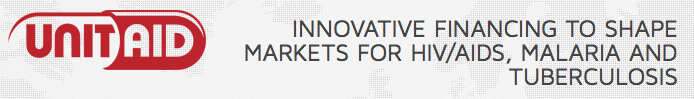 UNITAID
INNOVATIVE FINANCING TO SHAPE
MARKETS FOR HIV/AIDS, MALARIA AND
TUBERCULOSIS